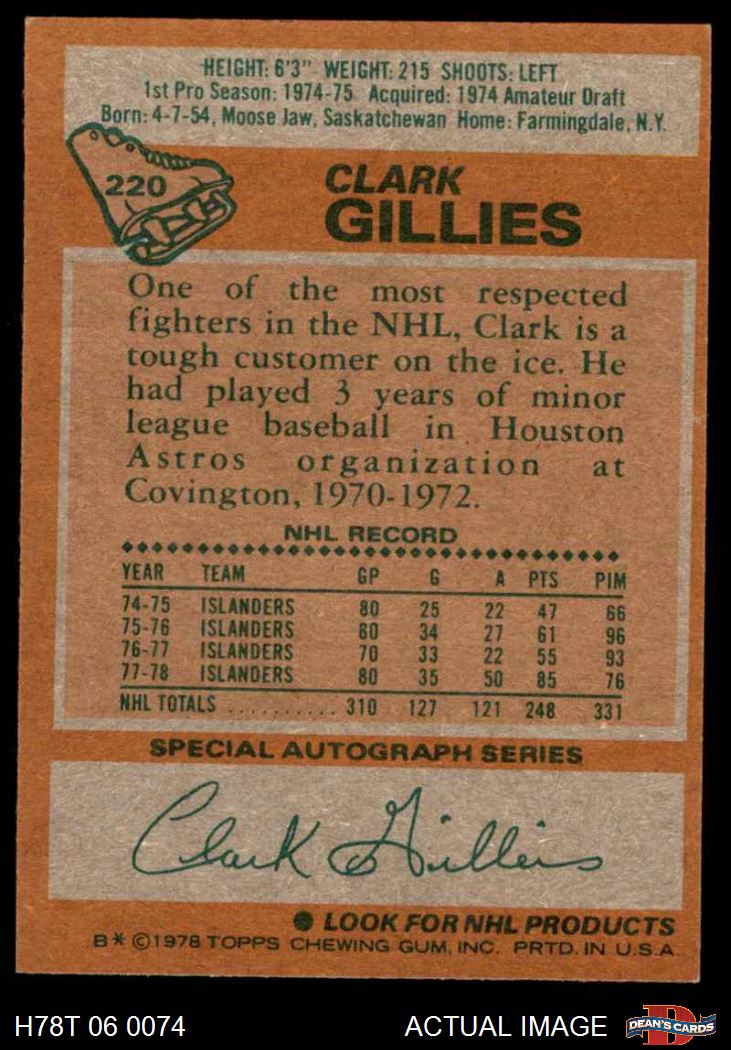 HEIGHT: 6'3" WEIGHT: 215 SHOOTS: LEFT
1st Pro Season: 1974-75 Acquired: 1974 Amateur Draft
Born: 4-7-54, Moose Jaw, Saskatchewan Home: Farmingdale, N.Y.
220
CLARK
GILLIES
One of the most respected
fighters in the NHL, Clark is a
tough customer on the ice. He
had played 3 years of minor
league baseball in Houston
Astros organization at
Covington, 1970-1972.
NHL RECORD
YEAR TEAM GP G A PTS PIM
74-75 ISLANDERS 80 25 22 47 66
75-76 ISLANDERS 80 34 27 61 96
76-77 ISLANDERS 70 33 22 55 93
77-78 ISLANDERS 80 35 50 85 76
NHL TOTALS .......... 310 127 121 248 331
SPECIAL AUTOGRAPH SERIES
Clark Gillies
LOOK FOR NHL PRODUCTS
B* ©1978 TOPPS CHEWING GUM, INC. PRTD. IN U.S.A.
H78T 06 0074 ACTUAL IMAGE D DEAN'S CARDS